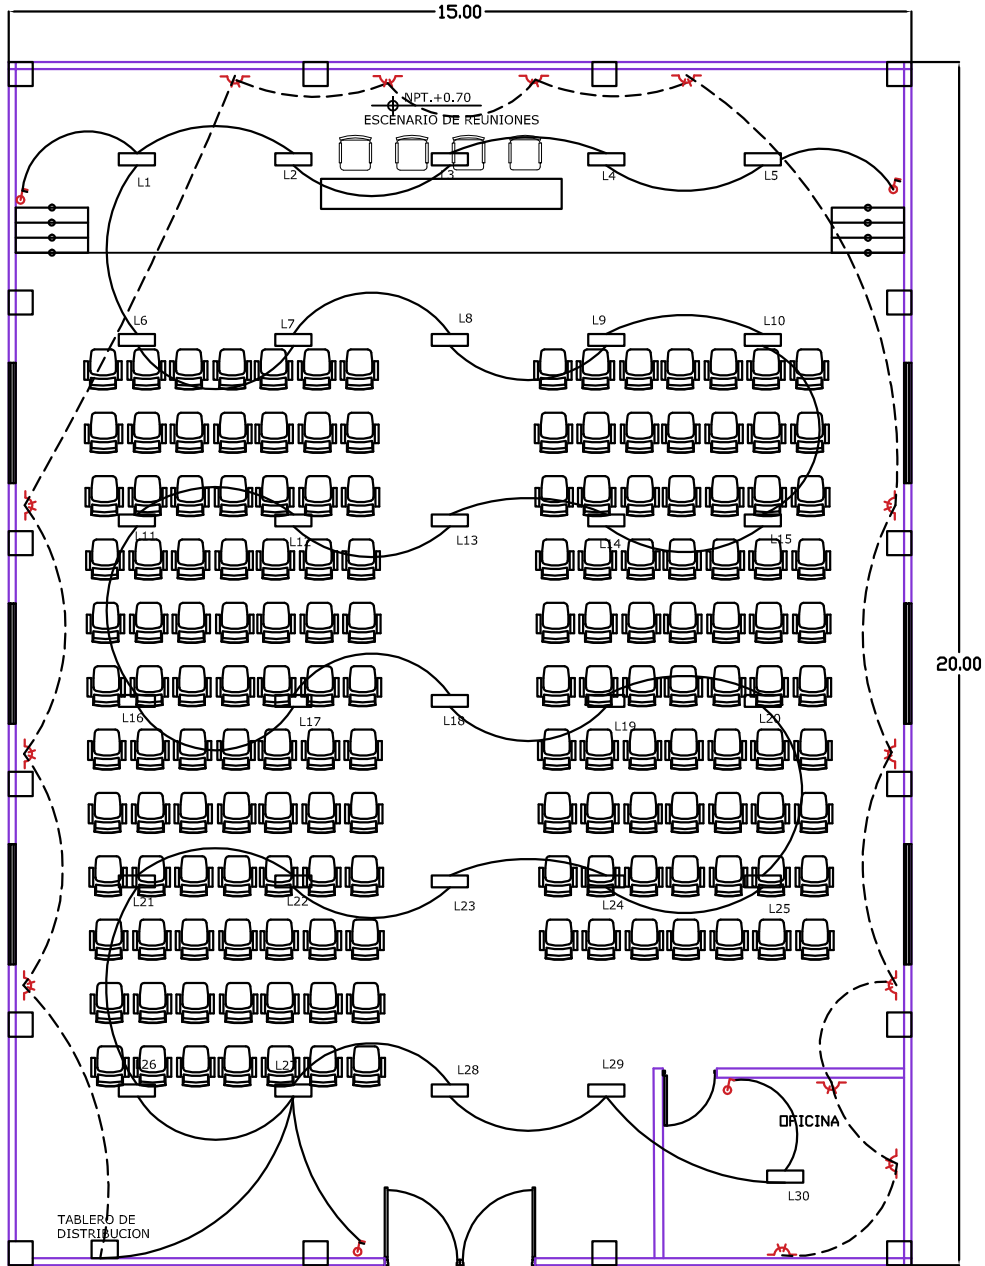 15.00
NPT.+0.70
ESCENARIO DE REUNIONES
L1
L2
L3
L4
L5
L6
L7
L8
L9
L10
L11
L12
L13
L14
L15
20.00
L16
L17
L18
L19
L20
L21
L22
L23
L24
L25
L26
L27
L28
L29
OFICINA
L30
TABLERO DE
DISTRIBUCION